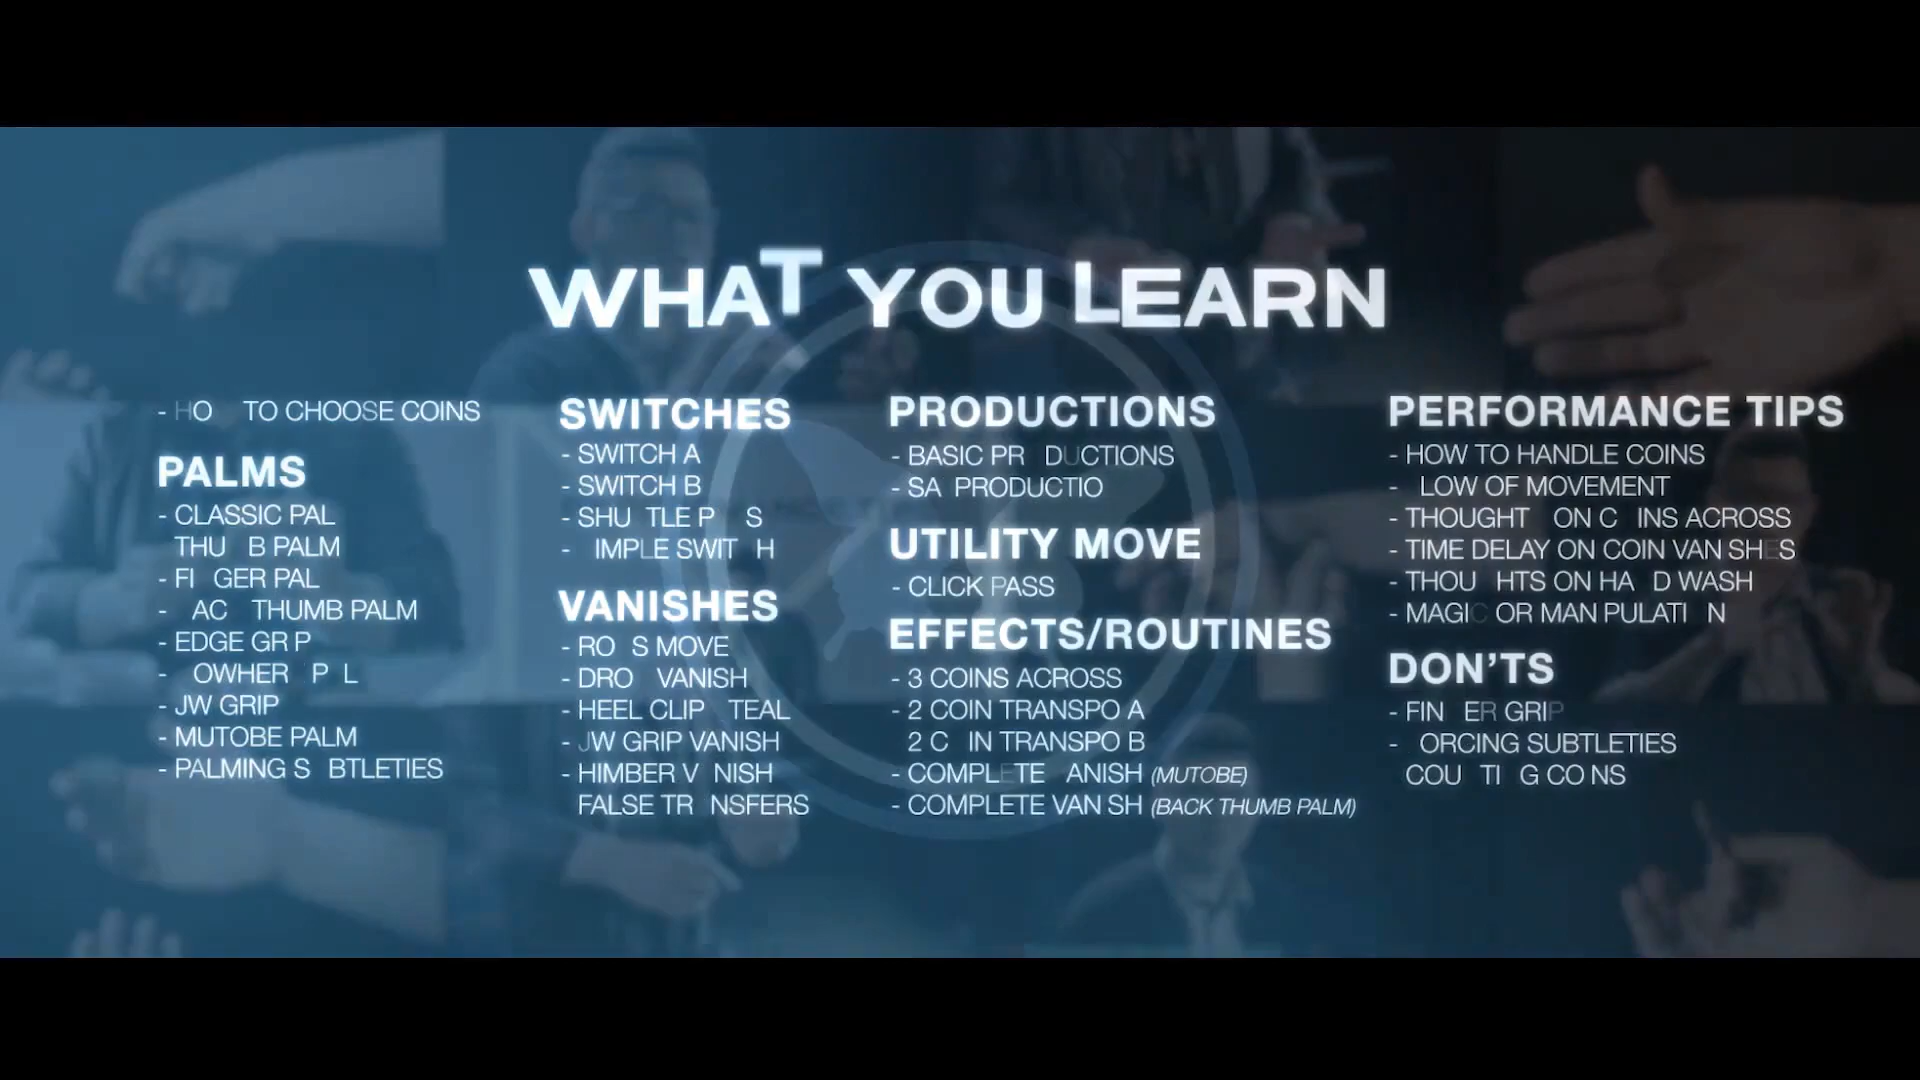 WHAT YOU LEARN
- HO TO CHOOSE COINS
PALMS
- CLASSIC PAL
THU B PALM
- FI GER PAL
- AC THUMB PALM
- EDGE GR P
- OWHER P L
- JW GRIP
- MUTOBE PALM
- PALMING S BTLETIES
SWITCHES
- SWITCH A
- SWITCH B
- SHU TLE P S
- IMPLE SWIT H
VANISHES
- RO S MOVE
- DRO VANISH
- HEEL CLIP TEAL
- JW GRIP VANISH
- HIMBER V NISH
FALSE TR NSFERS
PRODUCTIONS
- BASIC PR DUCTIONS
- SA PRODUCTIO
UTILITY MOVE
- CLICK PASS
EFFECTS/ROUTINES
- 3 COINS ACROSS
- 2 COIN TRANSPO A
2 C IN TRANSPO B
- COMPLETE ANISH (MUTOBE)
- COMPLETE VAN SH (BACK THUMB PALM)
PERFORMANCE TIPS
- HOW TO HANDLE COINS
- LOW OF MOVEMENT
- THOUGHT ON C INS ACROSS
- TIME DELAY ON COIN VAN SHES
- THOU HTS ON HA D WASH
- MAGIC OR MAN PULATI N
DON'TS
- FIN ER GRIP
- ORCING SUBTLETIES
COU TI G CO NS